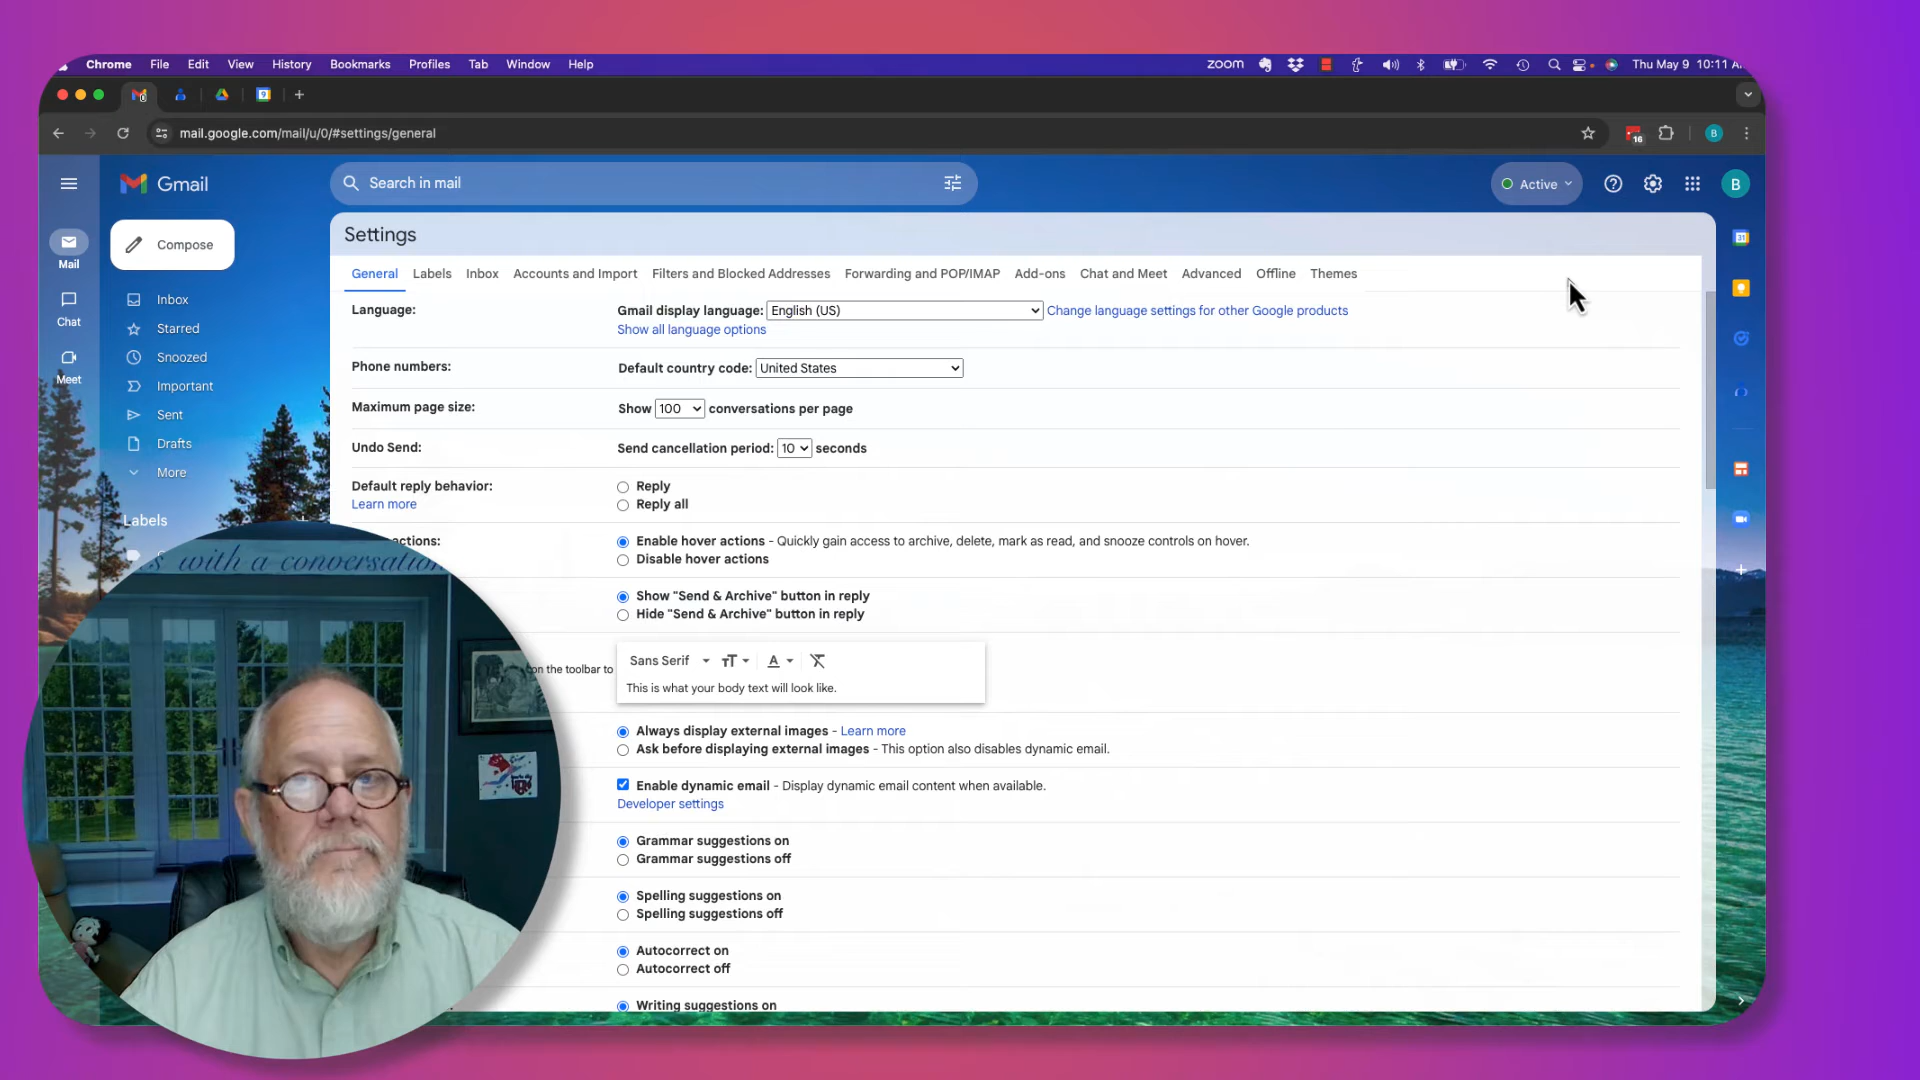 Chrome File Edit View History Bookmarks Profiles Tab Window Help
zoom Thu May 9 10:11
mail.google.com/mail/u/0/#settings/general
16
B
Gmail
Search in mail
Active
B
Compose
Mail
Chat
Meet
Inbox
Starred
Snoozed
Important
Sent
Drafts
More
Labels
Settings
General Labels Inbox Accounts and Import Filters and Blocked Addresses Forwarding and POP/IMAP Add-ons Chat and Meet Advanced Offline Themes
Language: Gmail display language: English (US) Change language settings for other Google products
Show all language options
Phone numbers: Default country code: United States
Maximum page size: Show 100 conversations per page
Undo Send: Send cancellation period: 10 seconds
Default reply behavior: Reply
Learn more Reply all
Enable hover actions - Quickly gain access to archive, delete, mark as read, and snooze controls on hover.
Disable hover actions
Show "Send & Archive" button in reply
Hide "Send & Archive" button in reply
on the toolbar to
Sans Serif
This is what your body text will look like.
Always display external images - Learn more
Ask before displaying external images - This option also disables dynamic email.
Enable dynamic email - Display dynamic email content when available.
Developer settings
Grammar suggestions on
Grammar suggestions off
Spelling suggestions on
Spelling suggestions off
Autocorrect on
Autocorrect off
Writing suggestions on
with a conversation
31